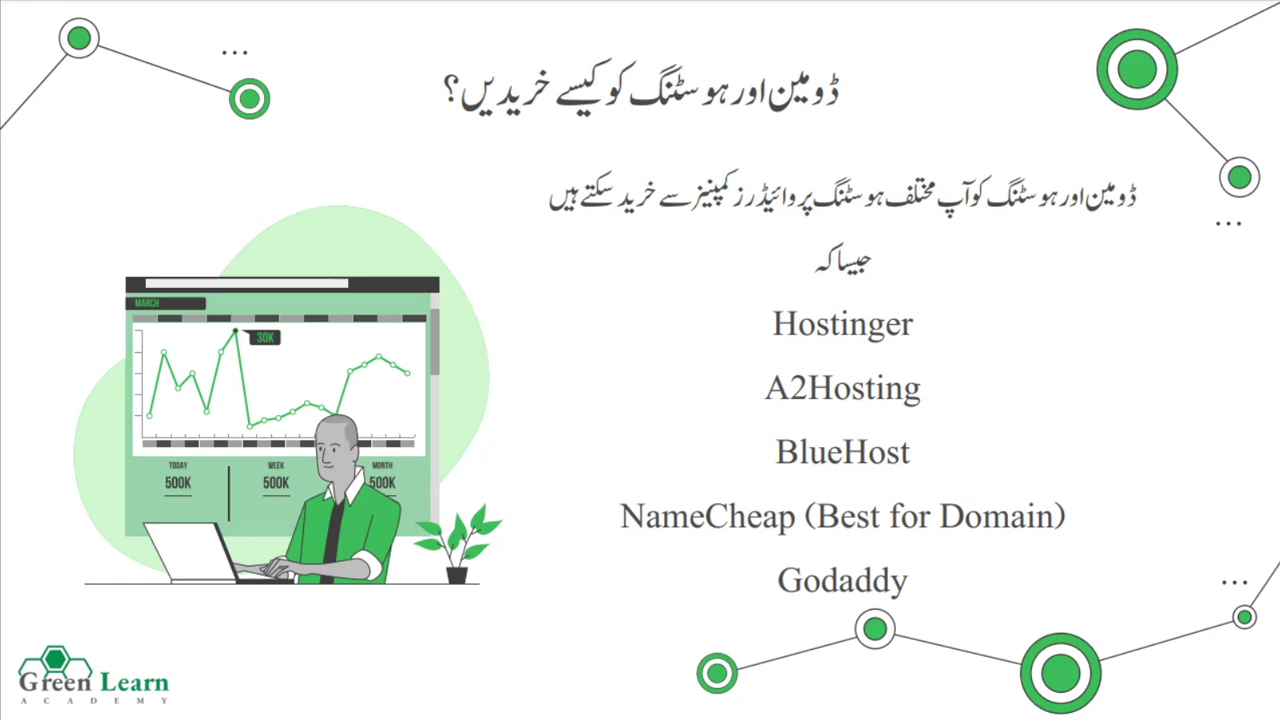 ڈومین اور ہوسٹنگ کو کیسے خریدیں؟
ڈومین اور ہوسٹنگ کو آپ مختلف ہوسٹنگ پروائیڈرز کمپنیز سے خرید سکتے ہیں
جیسا کہ
Hostinger
A2Hosting
BlueHost
NameCheap (Best for Domain)
Godaddy
MARCH
30K
TODAY WEEK MONTH
500K 500K 500K
Green Learn
ACADEMY